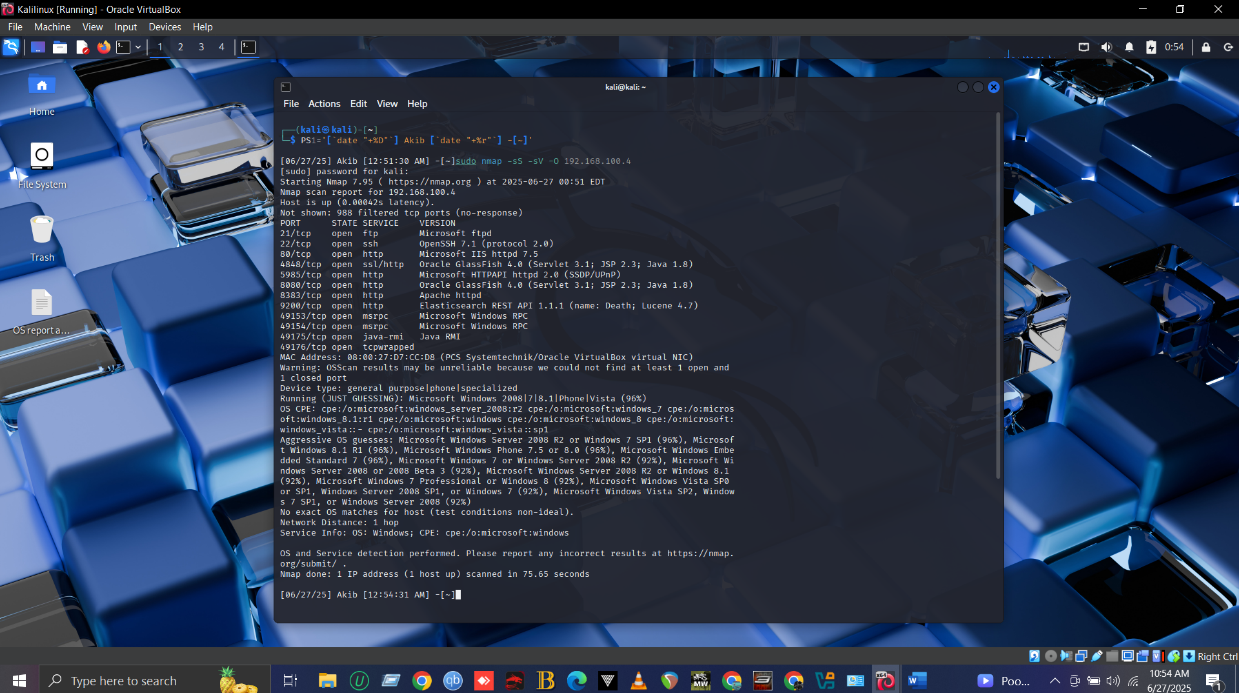 Kalilinux [Running] - Oracle VirtualBox
File Machine View Input Devices Help
1 2 3 4
0:54
Home
File System
Trash
OS report a...
kali@kali: ~
File Actions Edit View Help
┌──(kali㉿kali)-[~]
└─$ PS1="[`date "+%D"`] Akib [`date "+%r"`] -[~]'
[06/27/25] Akib [12:51:30 AM] -[~]sudo nmap -sS -sV -O 192.168.100.4
[sudo] password for kali:
Starting Nmap 7.95 ( https://nmap.org ) at 2025-06-27 00:51 EDT
Nmap scan report for 192.168.100.4
Host is up (0.00042s latency).
Not shown: 988 filtered tcp ports (no-response)
PORT STATE SERVICE VERSION
21/tcp open ftp Microsoft ftpd
22/tcp open ssh OpenSSH 7.1 (protocol 2.0)
80/tcp open http Microsoft IIS httpd 7.5
4848/tcp open ssl/http Oracle GlassFish 4.0 (Servlet 3.1; JSP 2.3; Java 1.8)
5985/tcp open http Microsoft HTTPAPI httpd 2.0 (SSDP/UPnP)
8080/tcp open http Oracle GlassFish 4.0 (Servlet 3.1; JSP 2.3; Java 1.8)
8383/tcp open http Apache httpd
9200/tcp open http Elasticsearch REST API 1.1.1 (name: Death; Lucene 4.7)
49153/tcp open msrpc Microsoft Windows RPC
49154/tcp open msrpc Microsoft Windows RPC
49175/tcp open java-rmi Java RMI
49176/tcp open tcpwrapped
MAC Address: 08:00:27:D7:CC:D8 (PCS Systemtechnik/Oracle VirtualBox virtual NIC)
Warning: OSScan results may be unreliable because we could not find at least 1 open and
1 closed port
Device type: general purpose|phone|specialized
Running (JUST GUESSING): Microsoft Windows 2008|7|8.1|Phone|Vista (96%)
OS CPE: cpe:/o:microsoft:windows_server_2008:r2 cpe:/o:microsoft:windows_7 cpe:/o:micros
oft:windows_8.1:r1 cpe:/o:microsoft:windows cpe:/o:microsoft:windows_8 cpe:/o:microsoft:
windows_vista::- cpe:/o:microsoft:windows_vista::sp1
Aggressive OS guesses: Microsoft Windows Server 2008 R2 or Windows 7 SP1 (96%), Microsof
t Windows 8.1 R1 (96%), Microsoft Windows Phone 7.5 or 8.0 (96%), Microsoft Windows Embe
dded Standard 7 (96%), Microsoft Windows 7 or Windows Server 2008 R2 (92%), Microsoft Wi
ndows Server 2008 or 2008 Beta 3 (92%), Microsoft Windows Server 2008 R2 or Windows 8.1
(92%), Microsoft Windows 7 Professional or Windows 8 (92%), Microsoft Windows Vista SP0
or SP1, Windows Server 2008 SP1, or Windows 7 (92%), Microsoft Windows Vista SP2, Window
s 7 SP1, or Windows Server 2008 (92%)
No exact OS matches for host (test conditions non-ideal).
Network Distance: 1 hop
Service Info: OS: Windows; CPE: cpe:/o:microsoft:windows
OS and Service detection performed. Please report any incorrect results at https://nmap.
org/submit/ .
Nmap done: 1 IP address (1 host up) scanned in 75.65 seconds
[06/27/25] Akib [12:54:31 AM] -[~]
Right Ctrl
Type here to search
Poo...
10:54 AM
6/27/2025